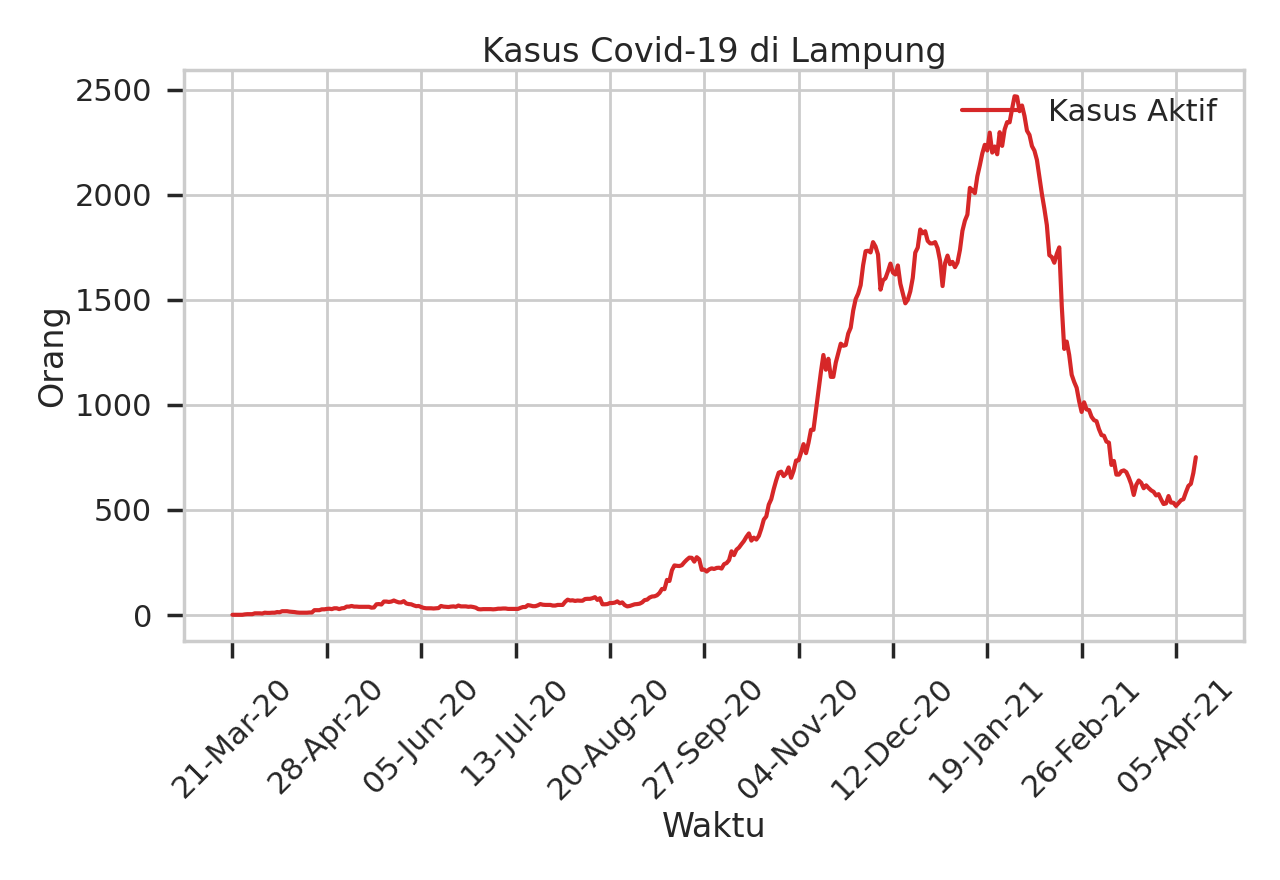 Kasus Covid-19 di Lampung
2500
2000
1500
1000
500
0
Orang
Kasus Aktif
21-Mar-20
28-Apr-20
05-Jun-20
13-Jul-20
20-Aug-20
27-Sep-20
04-Nov-20
12-Dec-20
19-Jan-21
26-Feb-21
05-Apr-21
Waktu